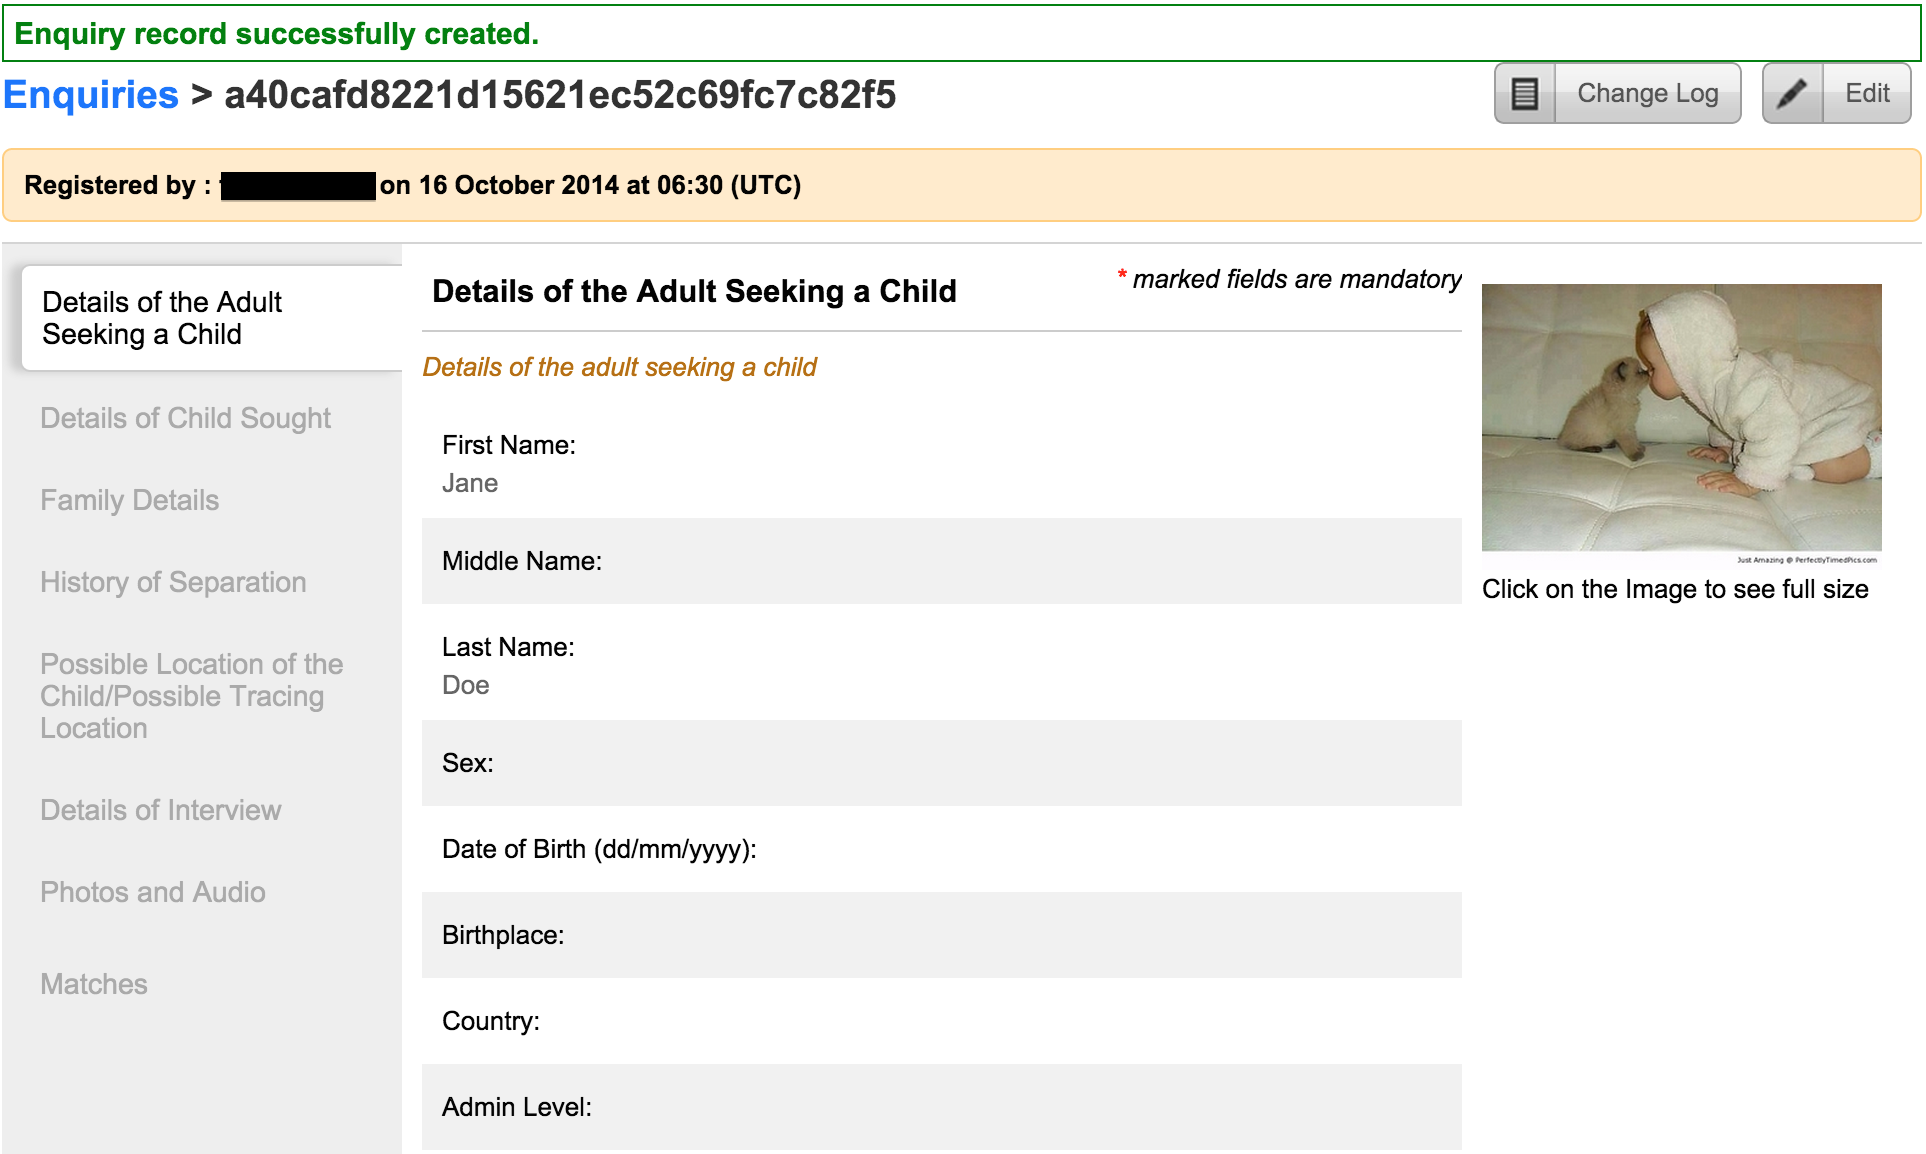 Enquiry record successfully created.
Enquiries > a40cafd8221d15621ec52c69fc7c82f5
Change Log
Edit
Registered by : on 16 October 2014 at 06:30 (UTC)
Details of the Adult
Seeking a Child
Details of Child Sought
Family Details
History of Separation
Possible Location of the
Child/Possible Tracing
Location
Details of Interview
Photos and Audio
Matches
Details of the Adult Seeking a Child
* marked fields are mandatory
Details of the adult seeking a child
First Name:
Jane
Middle Name:
Last Name:
Doe
Sex:
Date of Birth (dd/mm/yyyy):
Birthplace:
Country:
Admin Level:
Just Amazing @ PerfectlyTimedPics.com
Click on the Image to see full size